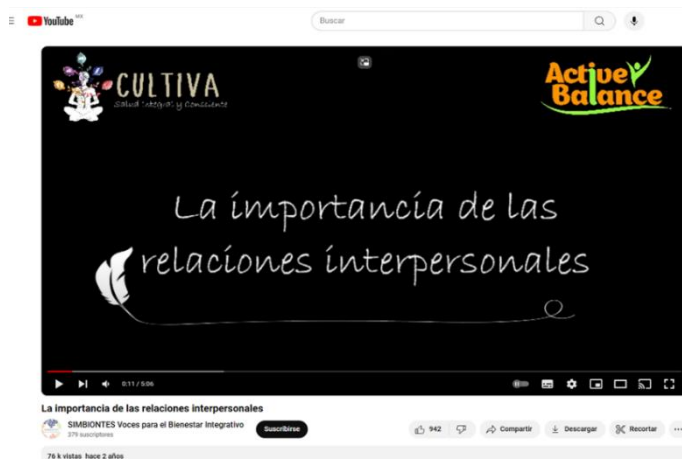 YouTube MX
Buscar
CULTIVA
Salud Integral y Consciente
Active
Balance
La importancia de las
relaciones interpersonales
0:11 / 5:06
La importancia de las relaciones interpersonales
SIMBIONTES Voces para el Bienestar Integrativo
379 suscriptores
Suscribirse
942
Compartir
Descargar
Recortar
76 k vistas hace 2 años